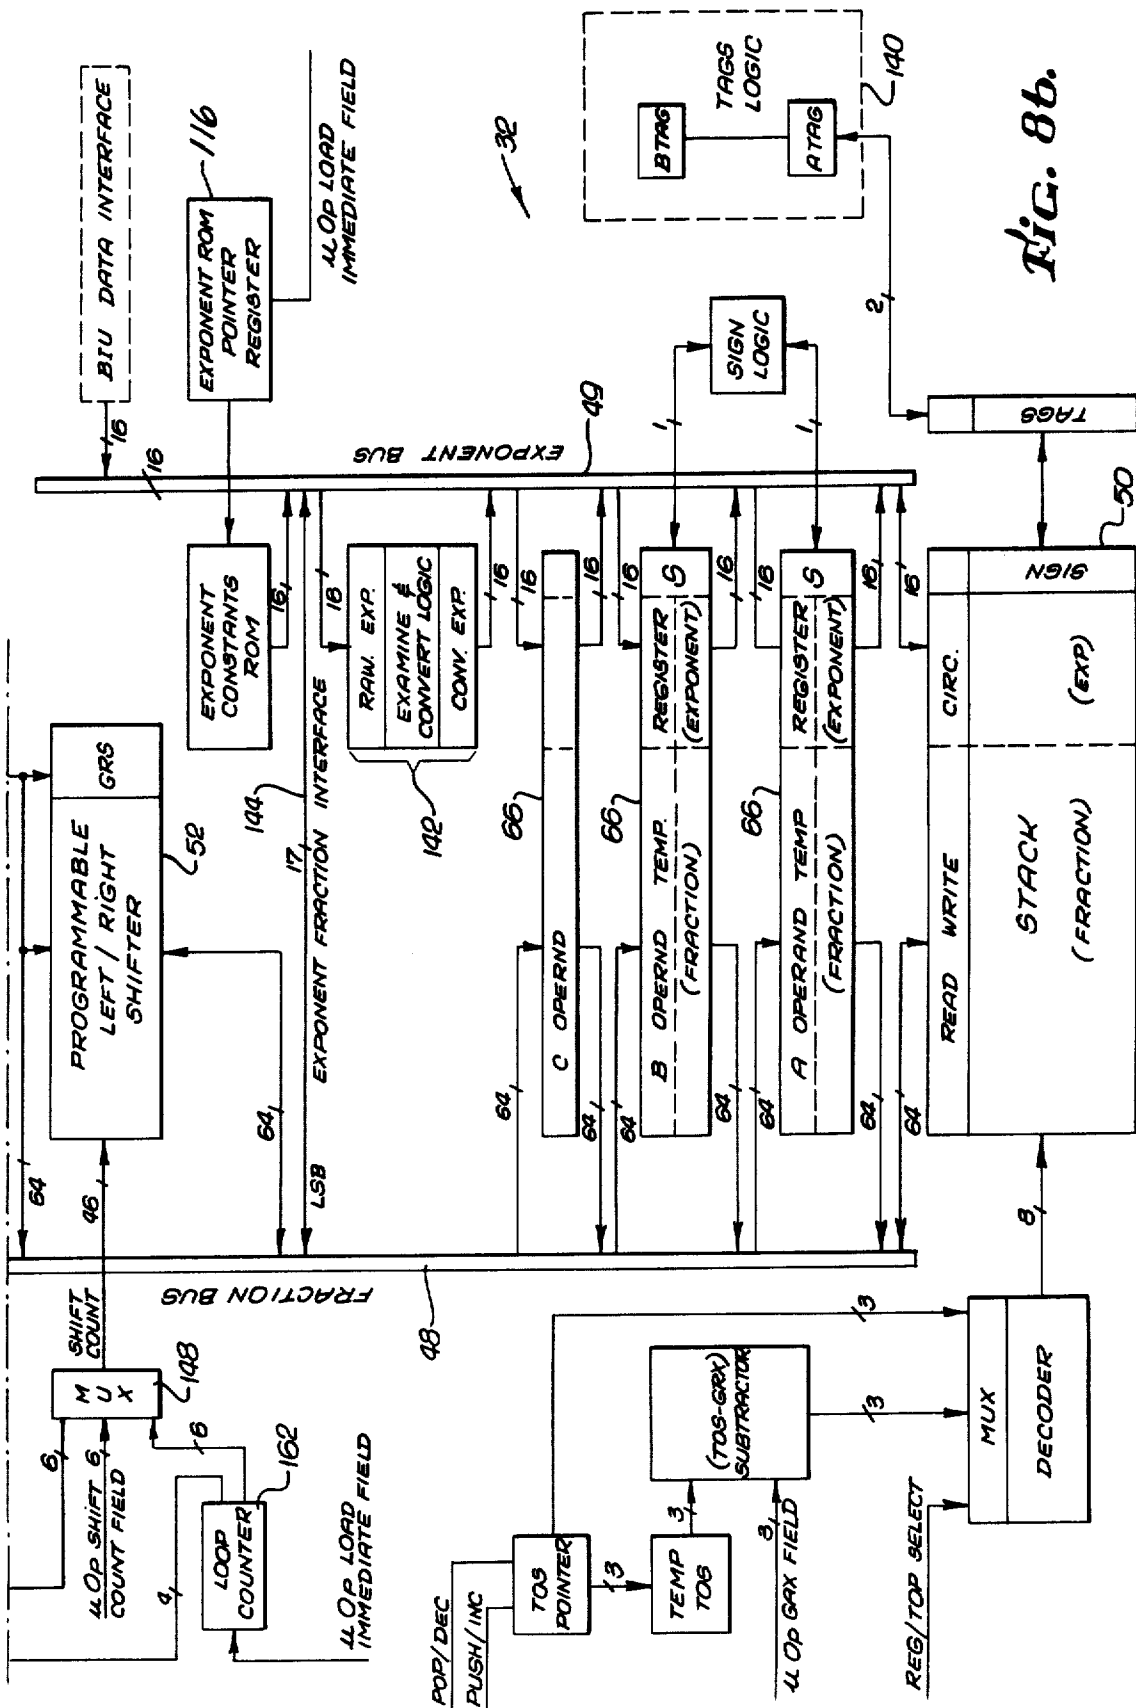 BIU DATA INTERFACE
16
16
EXPONENT BUS
49
EXPONENT ROM
POINTER
REGISTER
116
µ OP LOAD
IMMEDIATE FIELD
EXPONENT
CONSTANTS
ROM
16
PROGRAMMABLE
LEFT / RIGHT
SHIFTER
GRS
52
64
46
SHIFT
COUNT
M
U
X
148
6
µ OP SHIFT
COUNT FIELD
6
6
4
LOOP
COUNTER
162
µ OP LOAD
IMMEDIATE FIELD
FRACTION BUS
48
64
144
17
LSB
EXPONENT FRACTION INTERFACE
18
RAW. EXP.
EXAMINE &
CONVERT LOGIC
CONV. EXP.
142
16
16
66
64
C OPERND
64
16
16
66
64
B OPERND TEMP. REGISTER
(FRACTION)
(EXPONENT)
S
64
16
16
66
64
A OPERAND TEMP REGISTER
(FRACTION)
(EXPONENT)
S
64
16
16
64
1
1
SIGN
LOGIC
32
BTAG
ATAG
TAGS
LOGIC
140
2
TAGS
READ WRITE CIRC.
STACK
(FRACTION)
(EXP)
SIGN
50
8
POP/DEC
PUSH/INC
TOS
POINTER
3
TEMP
TOS
3
3
µ OP GAX FIELD
(TOS-GRX)
SUBTRACTOR
3
3
REG/TOP SELECT
MUX
DECODER
Fig. 8b.